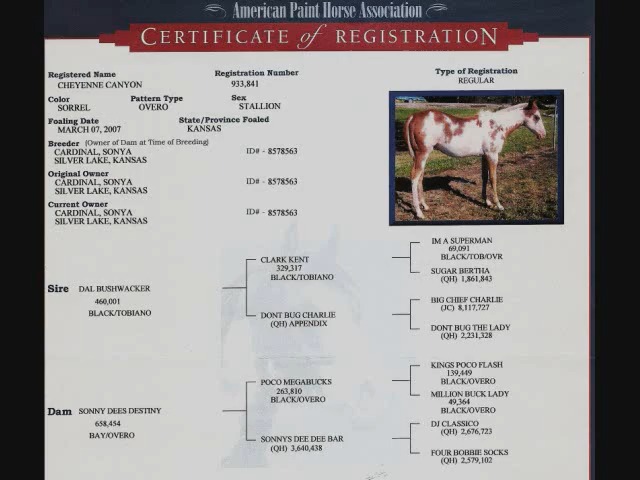 American Paint Horse Association
CERTIFICATE of REGISTRATION
Registered Name
CHEYENNE CANYON
Registration Number
933,841
Type of Registration
REGULAR
Color
SORREL
Pattern Type
OVERO
Sex
STALLION
Foaling Date
MARCH 07, 2007
State/Province Foaled
KANSAS
Breeder (Owner of Dam at Time of Breeding)
CARDINAL, SONYA
SILVER LAKE, KANSAS
ID# - 8578563
Original Owner
CARDINAL, SONYA
SILVER LAKE, KANSAS
ID# - 8578563
Current Owner
CARDINAL, SONYA
SILVER LAKE, KANSAS
ID# - 8578563
Sire DAL BUSHWACKER
460,001
BLACK/TOBIANO
CLARK KENT
329,317
BLACK/TOBIANO
IM A SUPERMAN
69,091
BLACK/TOB/OVR
SUGAR BERTHA
(QH) 1,861,843
DONT BUG CHARLIE
(QH) APPENDIX
BIG CHIEF CHARLIE
(JC) 8,117,727
DONT BUG THE LADY
(QH) 2,231,328
Dam SONNY DEES DESTINY
658,454
BAY/OVERO
POCO MEGABUCKS
263,810
BLACK/OVERO
KINGS POCO FLASH
139,449
BLACK/OVERO
MILLION BUCK LADY
49,364
BLACK/OVERO
SONNYS DEE DEE BAR
(QH) 3,640,438
DJ CLASSICO
(QH) 2,676,723
FOUR BOBBIE SOCKS
(QH) 2,579,102